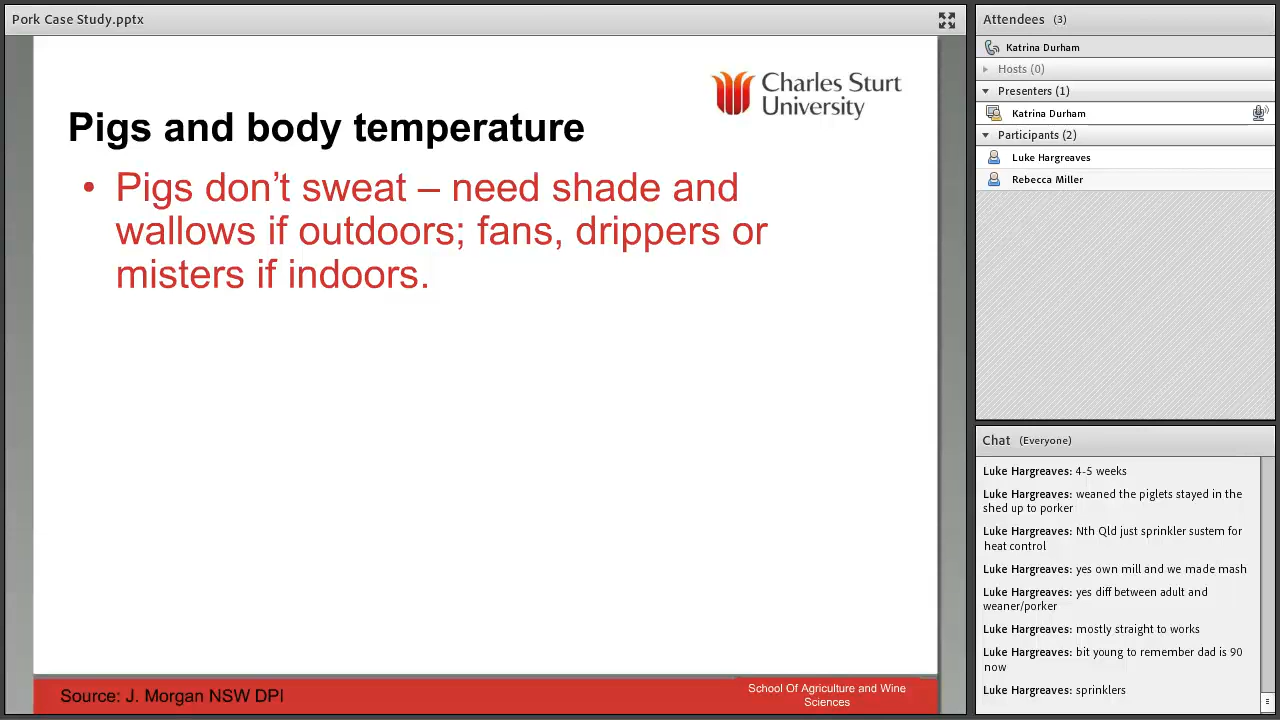 Pork Case Study.pptx
Charles Sturt
University
Pigs and body temperature
• Pigs don’t sweat – need shade and
wallows if outdoors; fans, drippers or
misters if indoors.
Source: J. Morgan NSW DPI
School Of Agriculture and Wine
Sciences
Attendees (3)
Katrina Durham
Hosts (0)
Presenters (1)
Katrina Durham
Participants (2)
Luke Hargreaves
Rebecca Miller
Chat (Everyone)
Luke Hargreaves: 4-5 weeks
Luke Hargreaves: weaned the piglets stayed in the
shed up to porker
Luke Hargreaves: Nth Qld just sprinkler sustem for
heat control
Luke Hargreaves: yes own mill and we made mash
Luke Hargreaves: yes diff between adult and
weaner/porker
Luke Hargreaves: mostly straight to works
Luke Hargreaves: bit young to remember dad is 90
now
Luke Hargreaves: sprinklers